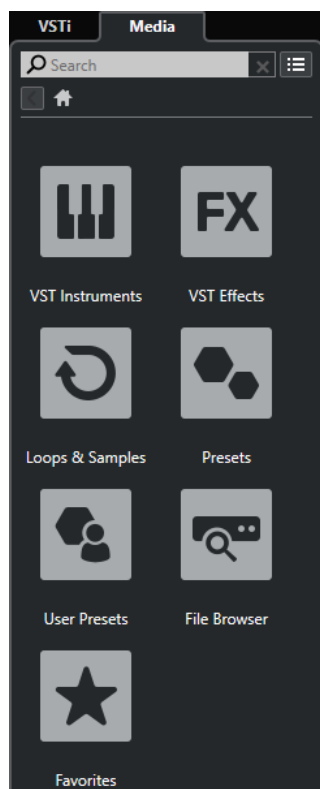 VSTi Media
Search
VST Instruments VST Effects
FX
Loops & Samples Presets
User Presets File Browser
Favorites